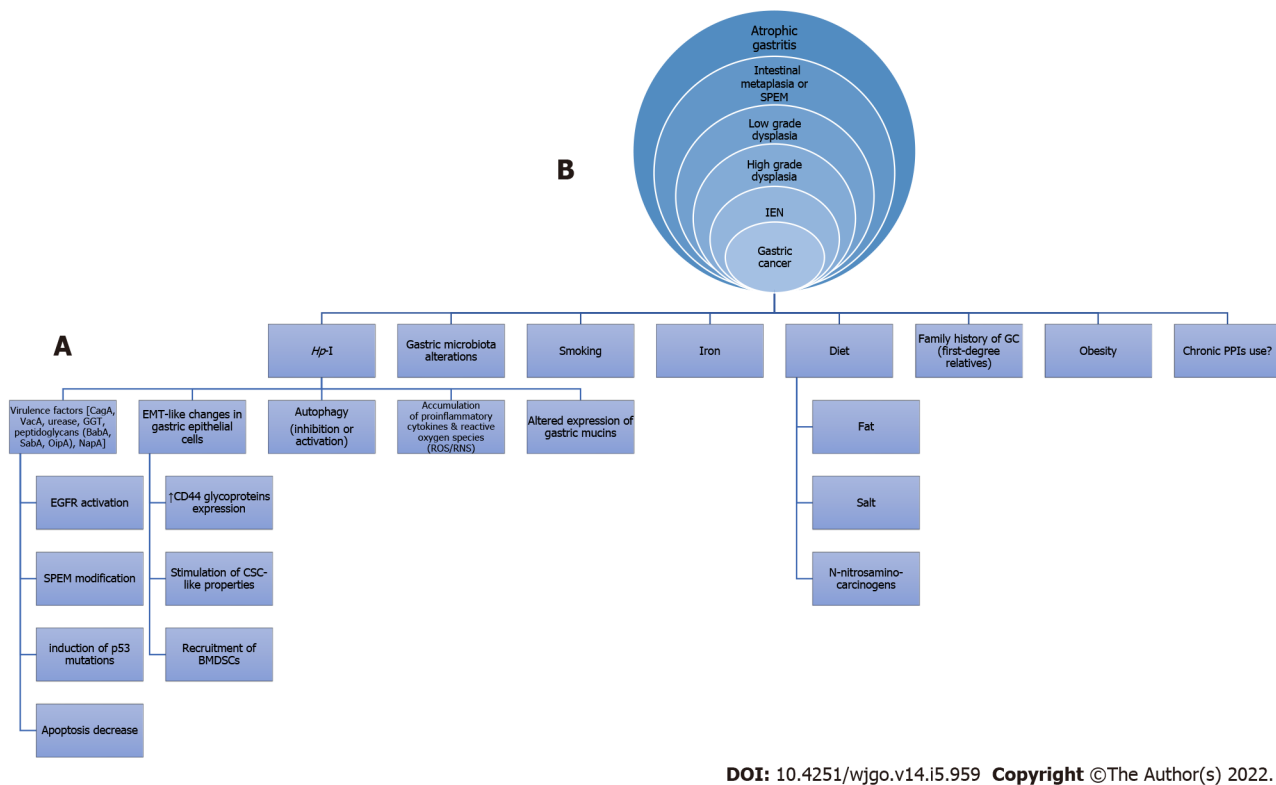 Atrophic
gastritis
Intestinal
metaplasia or
SPEM
Low grade
dysplasia
High grade
dysplasia
IEN
Gastric
cancer
B
A
Hp-I
Gastric microbiota
alterations
Smoking
Iron
Diet
Family history of GC
(first-degree
relatives)
Obesity
Chronic PPIs use?
Virulence factors [CagA,
VacA, urease, GGT,
peptidoglycans (BabA,
SabA, OipA), NapA]
EMT-like changes in
gastric epithelial
cells
Autophagy
(inhibition or
activation)
Accumulation
of proinflammatory
cytokines & reactive
oxygen species
(ROS/RNS)
Altered expression of
gastric mucins
EGFR activation
SPEM modification
induction of p53
mutations
Apoptosis decrease
↑CD44 glycoproteins
expression
Stimulation of CSC-
like properties
Recruitment of
BMDSCs
Fat
Salt
N-nitrosamino-
carcinogens
DOI: 10.4251/wjgo.v14.i5.959 Copyright ©The Author(s) 2022.